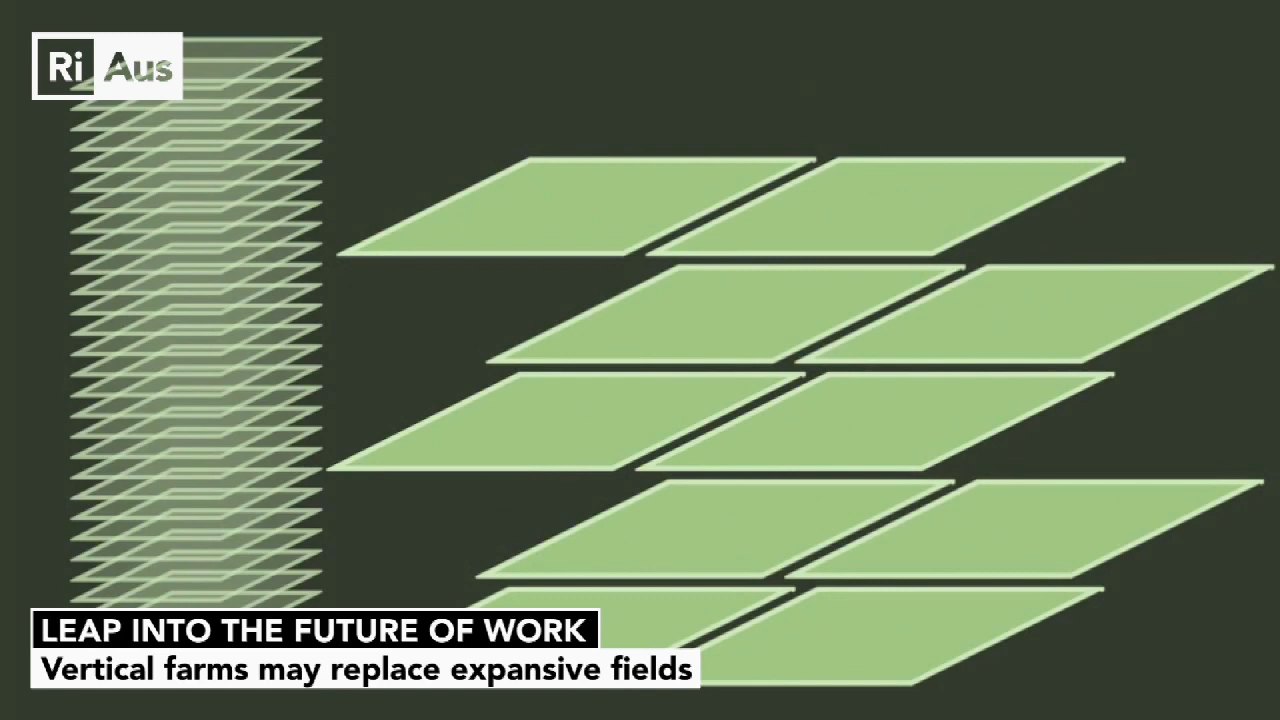 Ri Aus
LEAP INTO THE FUTURE OF WORK
Vertical farms may replace expansive fields